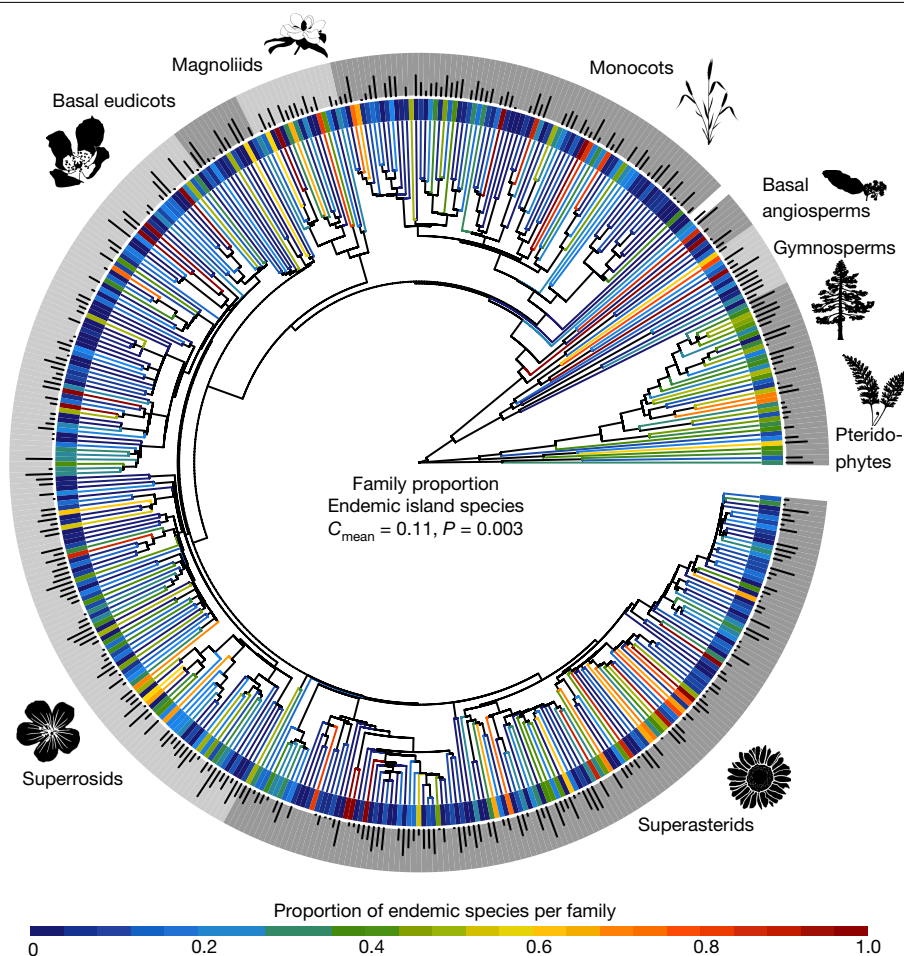 Magnoliids
Monocots
Basal eudicots
Basal
angiosperms
Gymnosperms
Pterido-
phytes
Family proportion
Endemic island species
Cmean = 0.11, P = 0.003
Superrosids
Superasterids
Proportion of endemic species per family
0 0.2 0.4 0.6 0.8 1.0